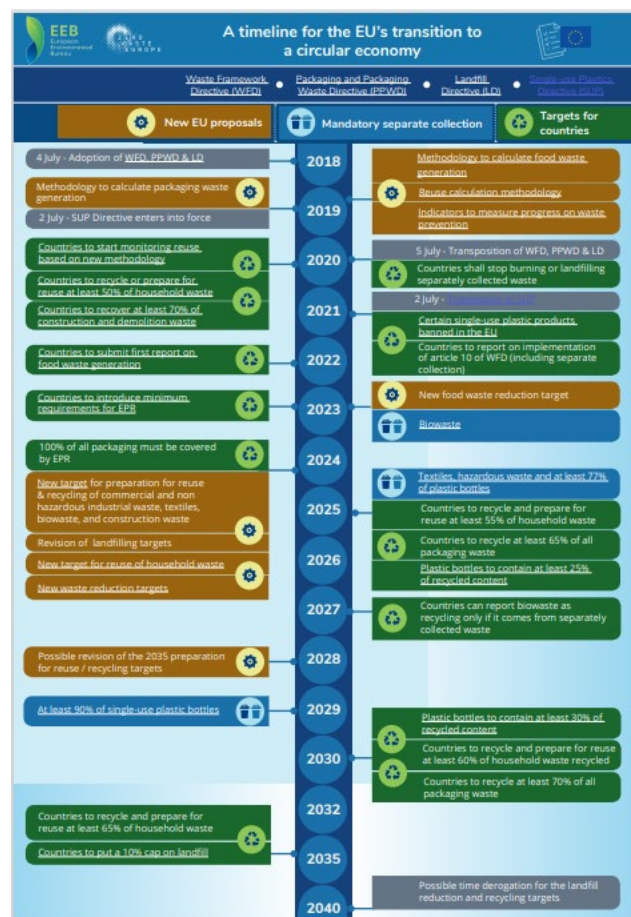 EEB
European
Environmental
Bureau
ZERO
WASTE
EUROPE
A timeline for the EU's transition to
a circular economy
Waste Framework
Directive (WFD)
Packaging and Packaging
Waste Directive (PPWD)
Landfill
Directive (LD)
Single-use Plastics
Directive (SUP)
New EU proposals
Mandatory separate collection
Targets for
countries
2018
4 July - Adoption of WFD, PPWD & LD
Methodology to calculate food waste
generation
Reuse calculation methodology
Indicators to measure progress on waste
prevention
Methodology to calculate packaging waste
generation
2 July - SUP Directive enters into force
2019
Countries to start monitoring reuse
based on new methodology
2020
5 July - Transposition of WFD, PPWD & LD
Countries shall stop burning or landfilling
separately collected waste
Countries to recycle or prepare for
reuse at least 50% of household waste
Countries to recover at least 70% of
construction and demolition waste
2021
2 July - Transposition of SUP
Certain single-use plastic products
banned in the EU
Countries to report on implementation
of article 10 of WFD (including separate
collection)
Countries to submit first report on
food waste generation
2022
Countries to introduce minimum
requirements for EPR
2023
New food waste reduction target
Biowaste
100% of all packaging must be covered
by EPR
2024
New target for preparation for reuse
& recycling of commercial and non
hazardous industrial waste, textiles,
biowaste, and construction waste
Revision of landfilling targets
2025
Textiles, hazardous waste and at least 77%
of plastic bottles
Countries to recycle and prepare for
reuse at least 55% of household waste
Countries to recycle at least 65% of all
packaging waste
Plastic bottles to contain at least 25%
of recycled content
New target for reuse of household waste
New waste reduction targets
2026
2027
Countries can report biowaste as
recycling only if it comes from separately
collected waste
Possible revision of the 2035 preparation
for reuse / recycling targets
2028
At least 90% of single-use plastic bottles
2029
Plastic bottles to contain at least 30% of
recycled content
Countries to recycle and prepare for reuse
at least 60% of household waste recycled
Countries to recycle at least 70% of all
packaging waste
2030
2032
Countries to recycle and prepare for
reuse at least 65% of household waste
Countries to put a 10% cap on landfill
2035
Possible time derogation for the landfill
reduction and recycling targets
2040